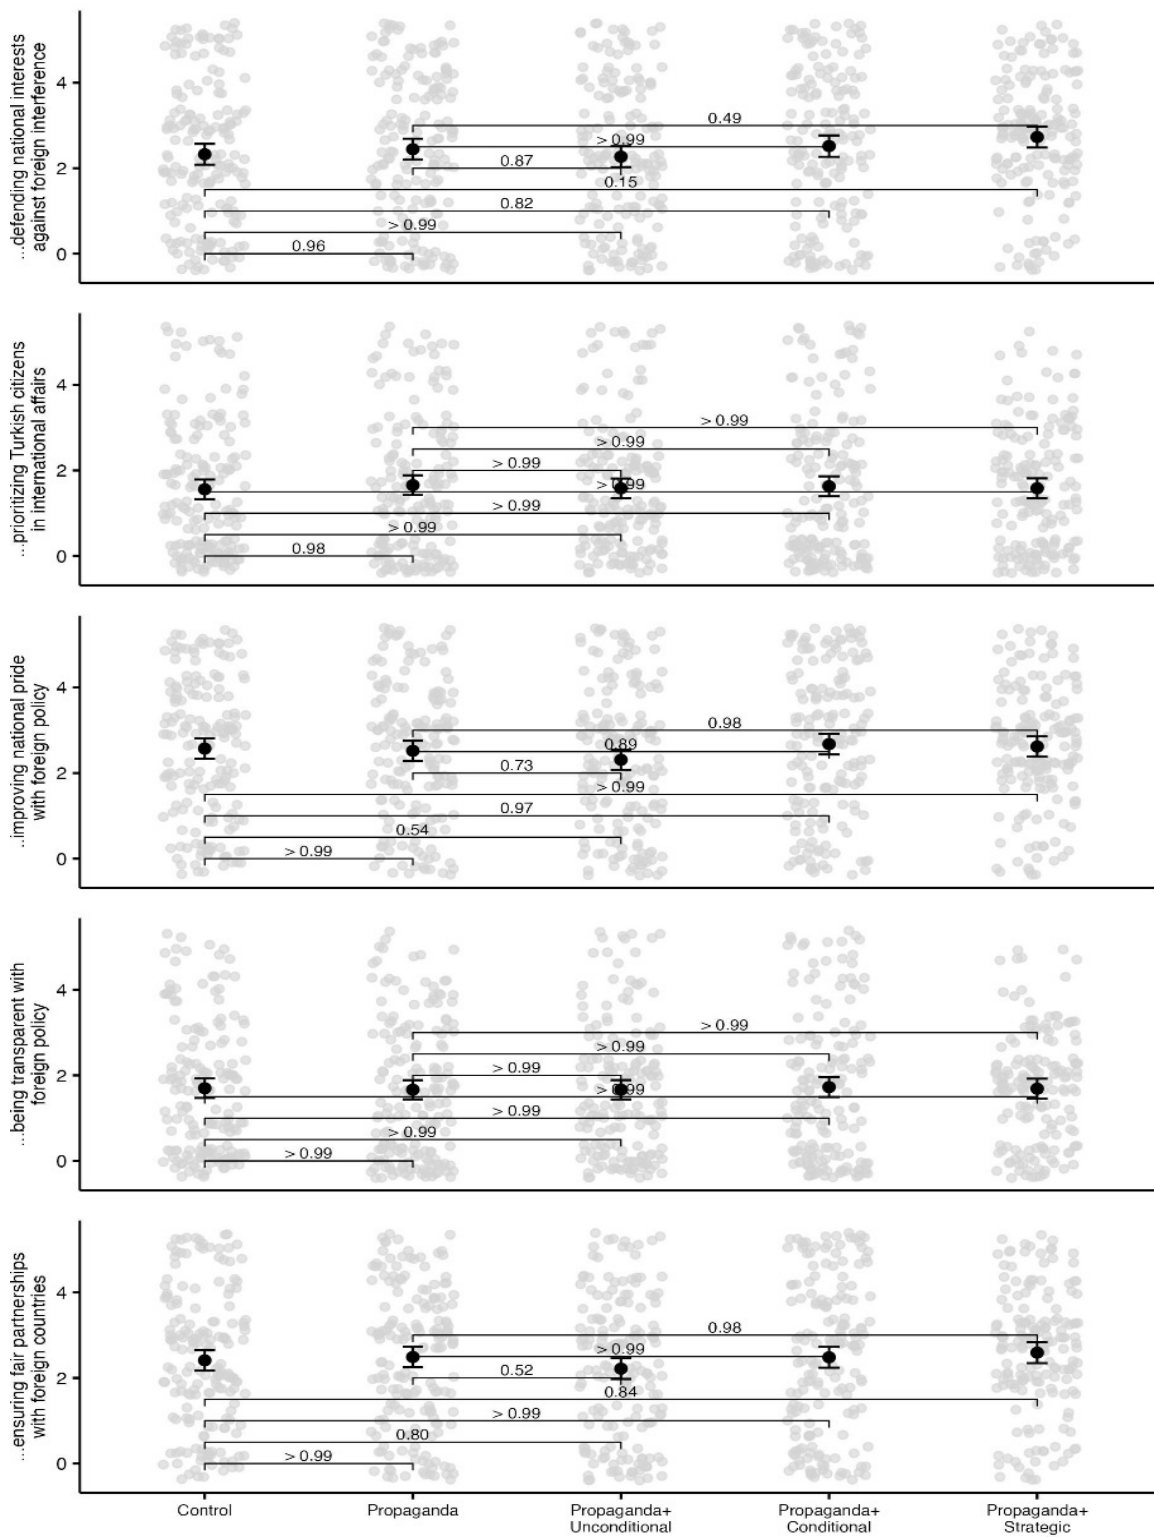 ...defending national interests
against foreign interference
4
2
0
0.49
> 0.99
0.87
0.15
0.82
> 0.99
0.96
...prioritizing Turkish citizens
in international affairs
4
2
0
> 0.99
> 0.99
> 0.99
> 0.99
> 0.99
> 0.99
0.98
..improving national pride
with foreign policy
4
2
0
0.98
0.89
0.73
> 0.99
0.97
0.54
> 0.99
...being transparent with
foreign policy
4
2
0
> 0.99
> 0.99
> 0.99
> 0.99
> 0.99
> 0.99
> 0.99
...ensuring fair partnerships
with foreign countries
4
2
0
0.98
> 0.99
0.52
0.84
> 0.99
0.80
> 0.99
Control
Propaganda
Propaganda+
Unconditional
Propaganda+
Conditional
Propaganda+
Strategic